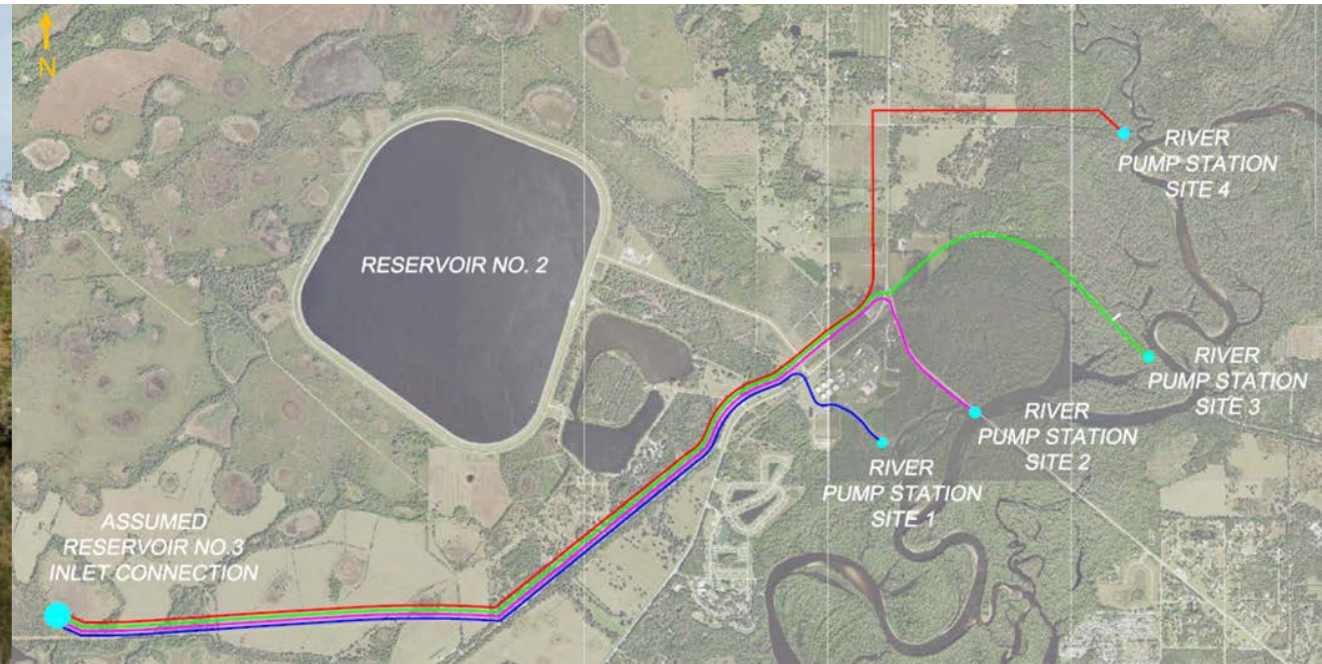 N
RESERVOIR NO. 2
RIVER
PUMP STATION
SITE 4
RIVER
PUMP STATION
SITE 3
RIVER
PUMP STATION
SITE 2
RIVER
PUMP STATION
SITE 1
ASSUMED
RESERVOIR NO.3
INLET CONNECTION